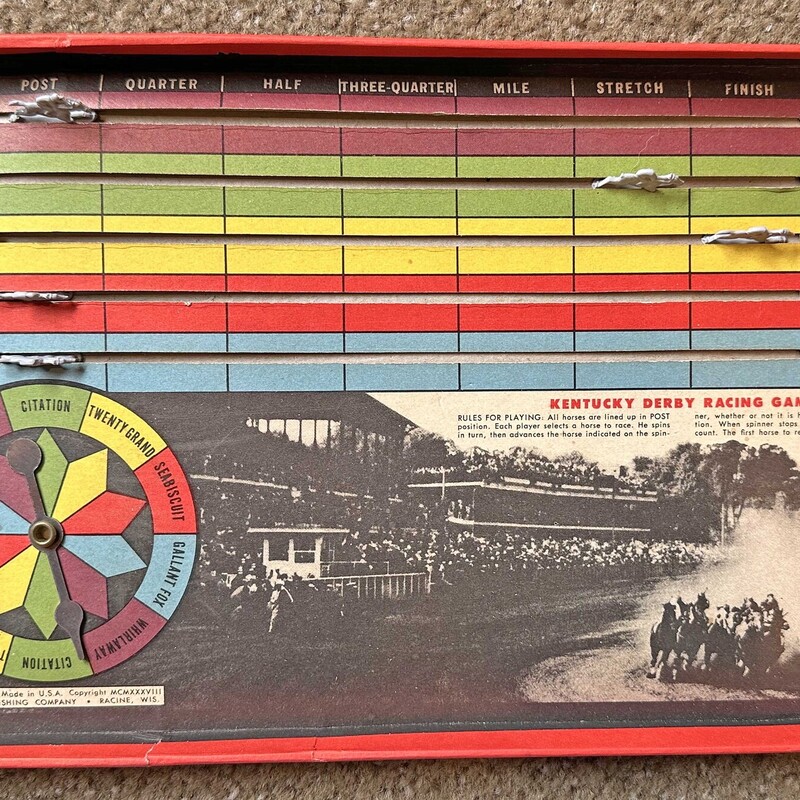 POST QUARTER HALF THREE-QUARTER MILE STRETCH FINISH
KENTUCKY DERBY RACING GAM
RULES FOR PLAYING: All horses are lined up in POST
position. Each player selects a horse to race. He spins
in turn, then advances the horse indicated on the spin-
ner, whether or not it is h
tion. When spinner stops
count. The first horse to re
CITATION
TWENTY GRAND
SEABISCUIT
GALLANT FOX
WHIRLAWAY
CITATION
T
Made in U.S.A. Copyright MCMXXXVIII
SHING COMPANY • RACINE, WIS.